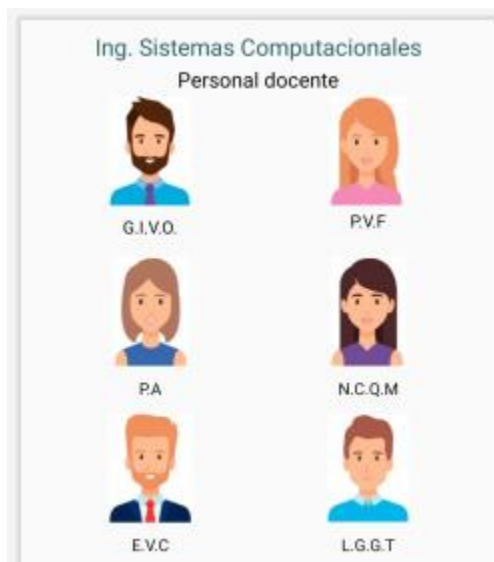 Ing. Sistemas Computacionales
Personal docente
G.I.V.O.
P.V.F
P.A
N.C.Q.M
E.V.C
L.G.G.T